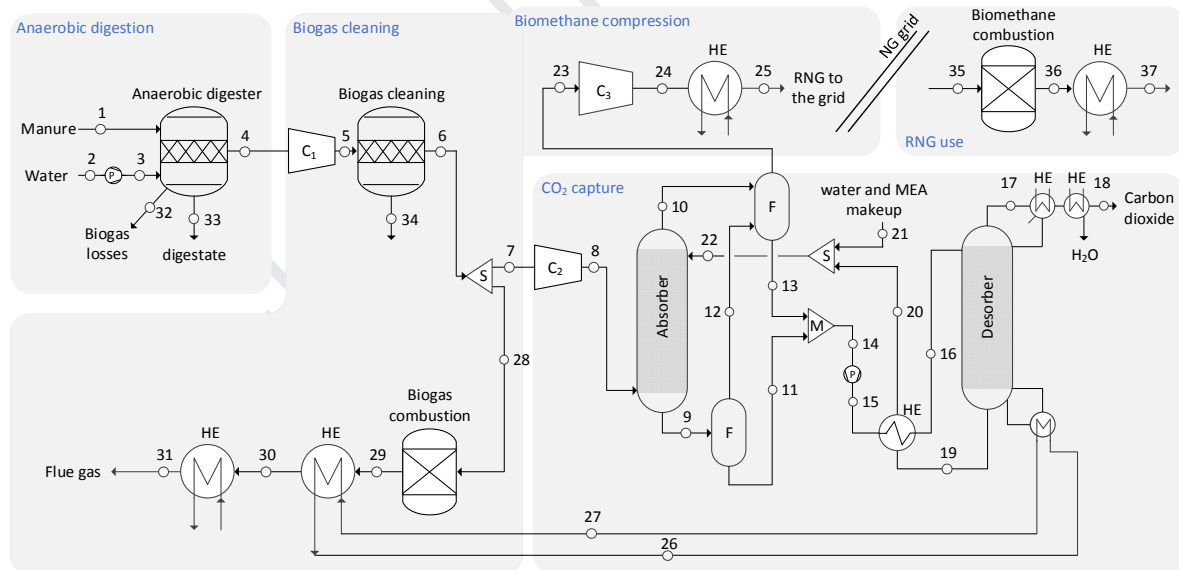 Anaerobic digestion
Anaerobic digester
Manure
1
Water
2
P
3
4
32
33
Biogas
losses
digestate
Biogas cleaning
Biogas cleaning
C1
5
6
34
S
7
28
Biogas
combustion
29
HE
30
HE
31
Flue gas
Biomethane compression
23
C3
24
HE
25
RNG to
the grid
NG grid
Biomethane
combustion
35
36
HE
37
RNG use
CO2 capture
C2
8
10
Absorber
9
F
12
F
13
22
11
M
14
P
15
water and MEA
makeup
21
S
20
HE
16
19
Desorber
17
HE
HE
18
Carbon
dioxide
H2O
27
26